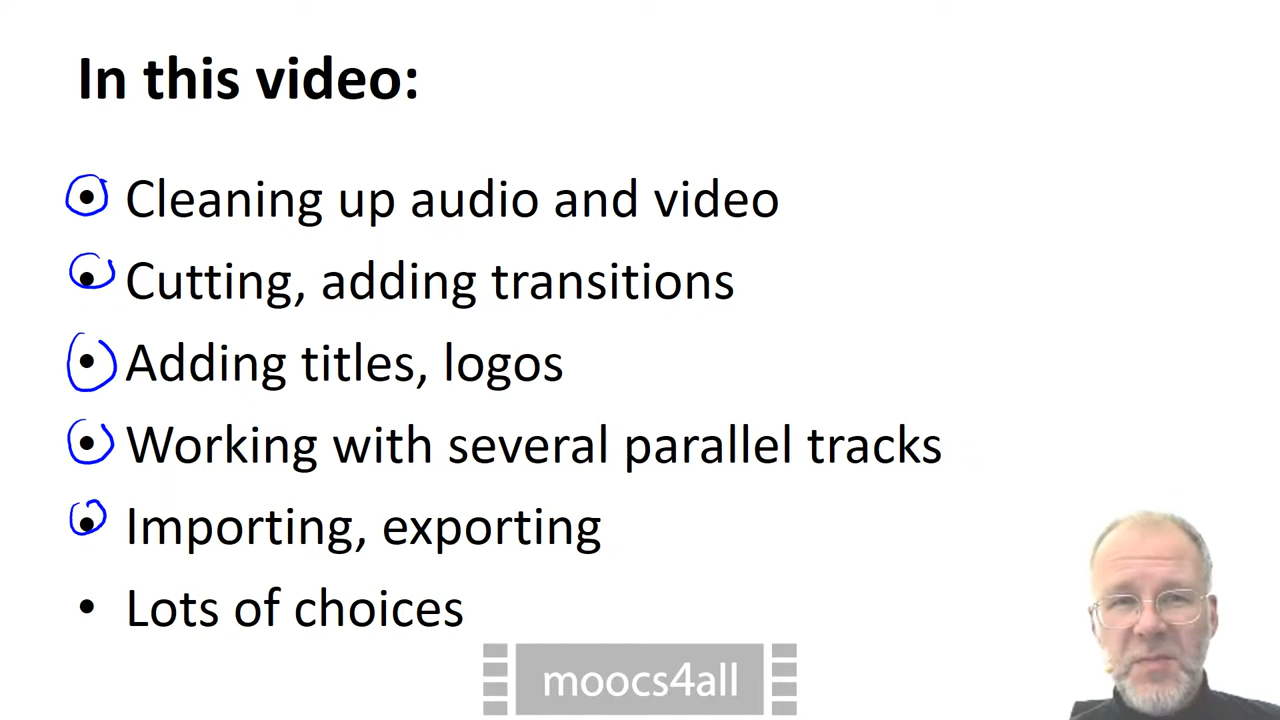 In this video:
• Cleaning up audio and video
• Cutting, adding transitions
• Adding titles, logos
• Working with several parallel tracks
• Importing, exporting
• Lots of choices
moocs4all